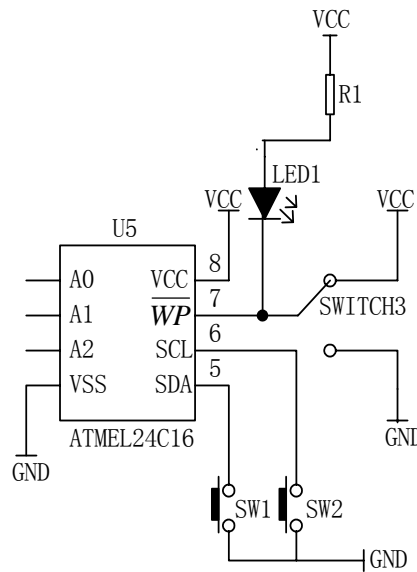 VCC
R1
LED1
VCC
VCC
U5
8
A0
VCC
7
A1
WP
SWITCH3
6
A2
SCL
5
VSS
SDA
ATMEL24C16
GND
GND
SW1
SW2
GND